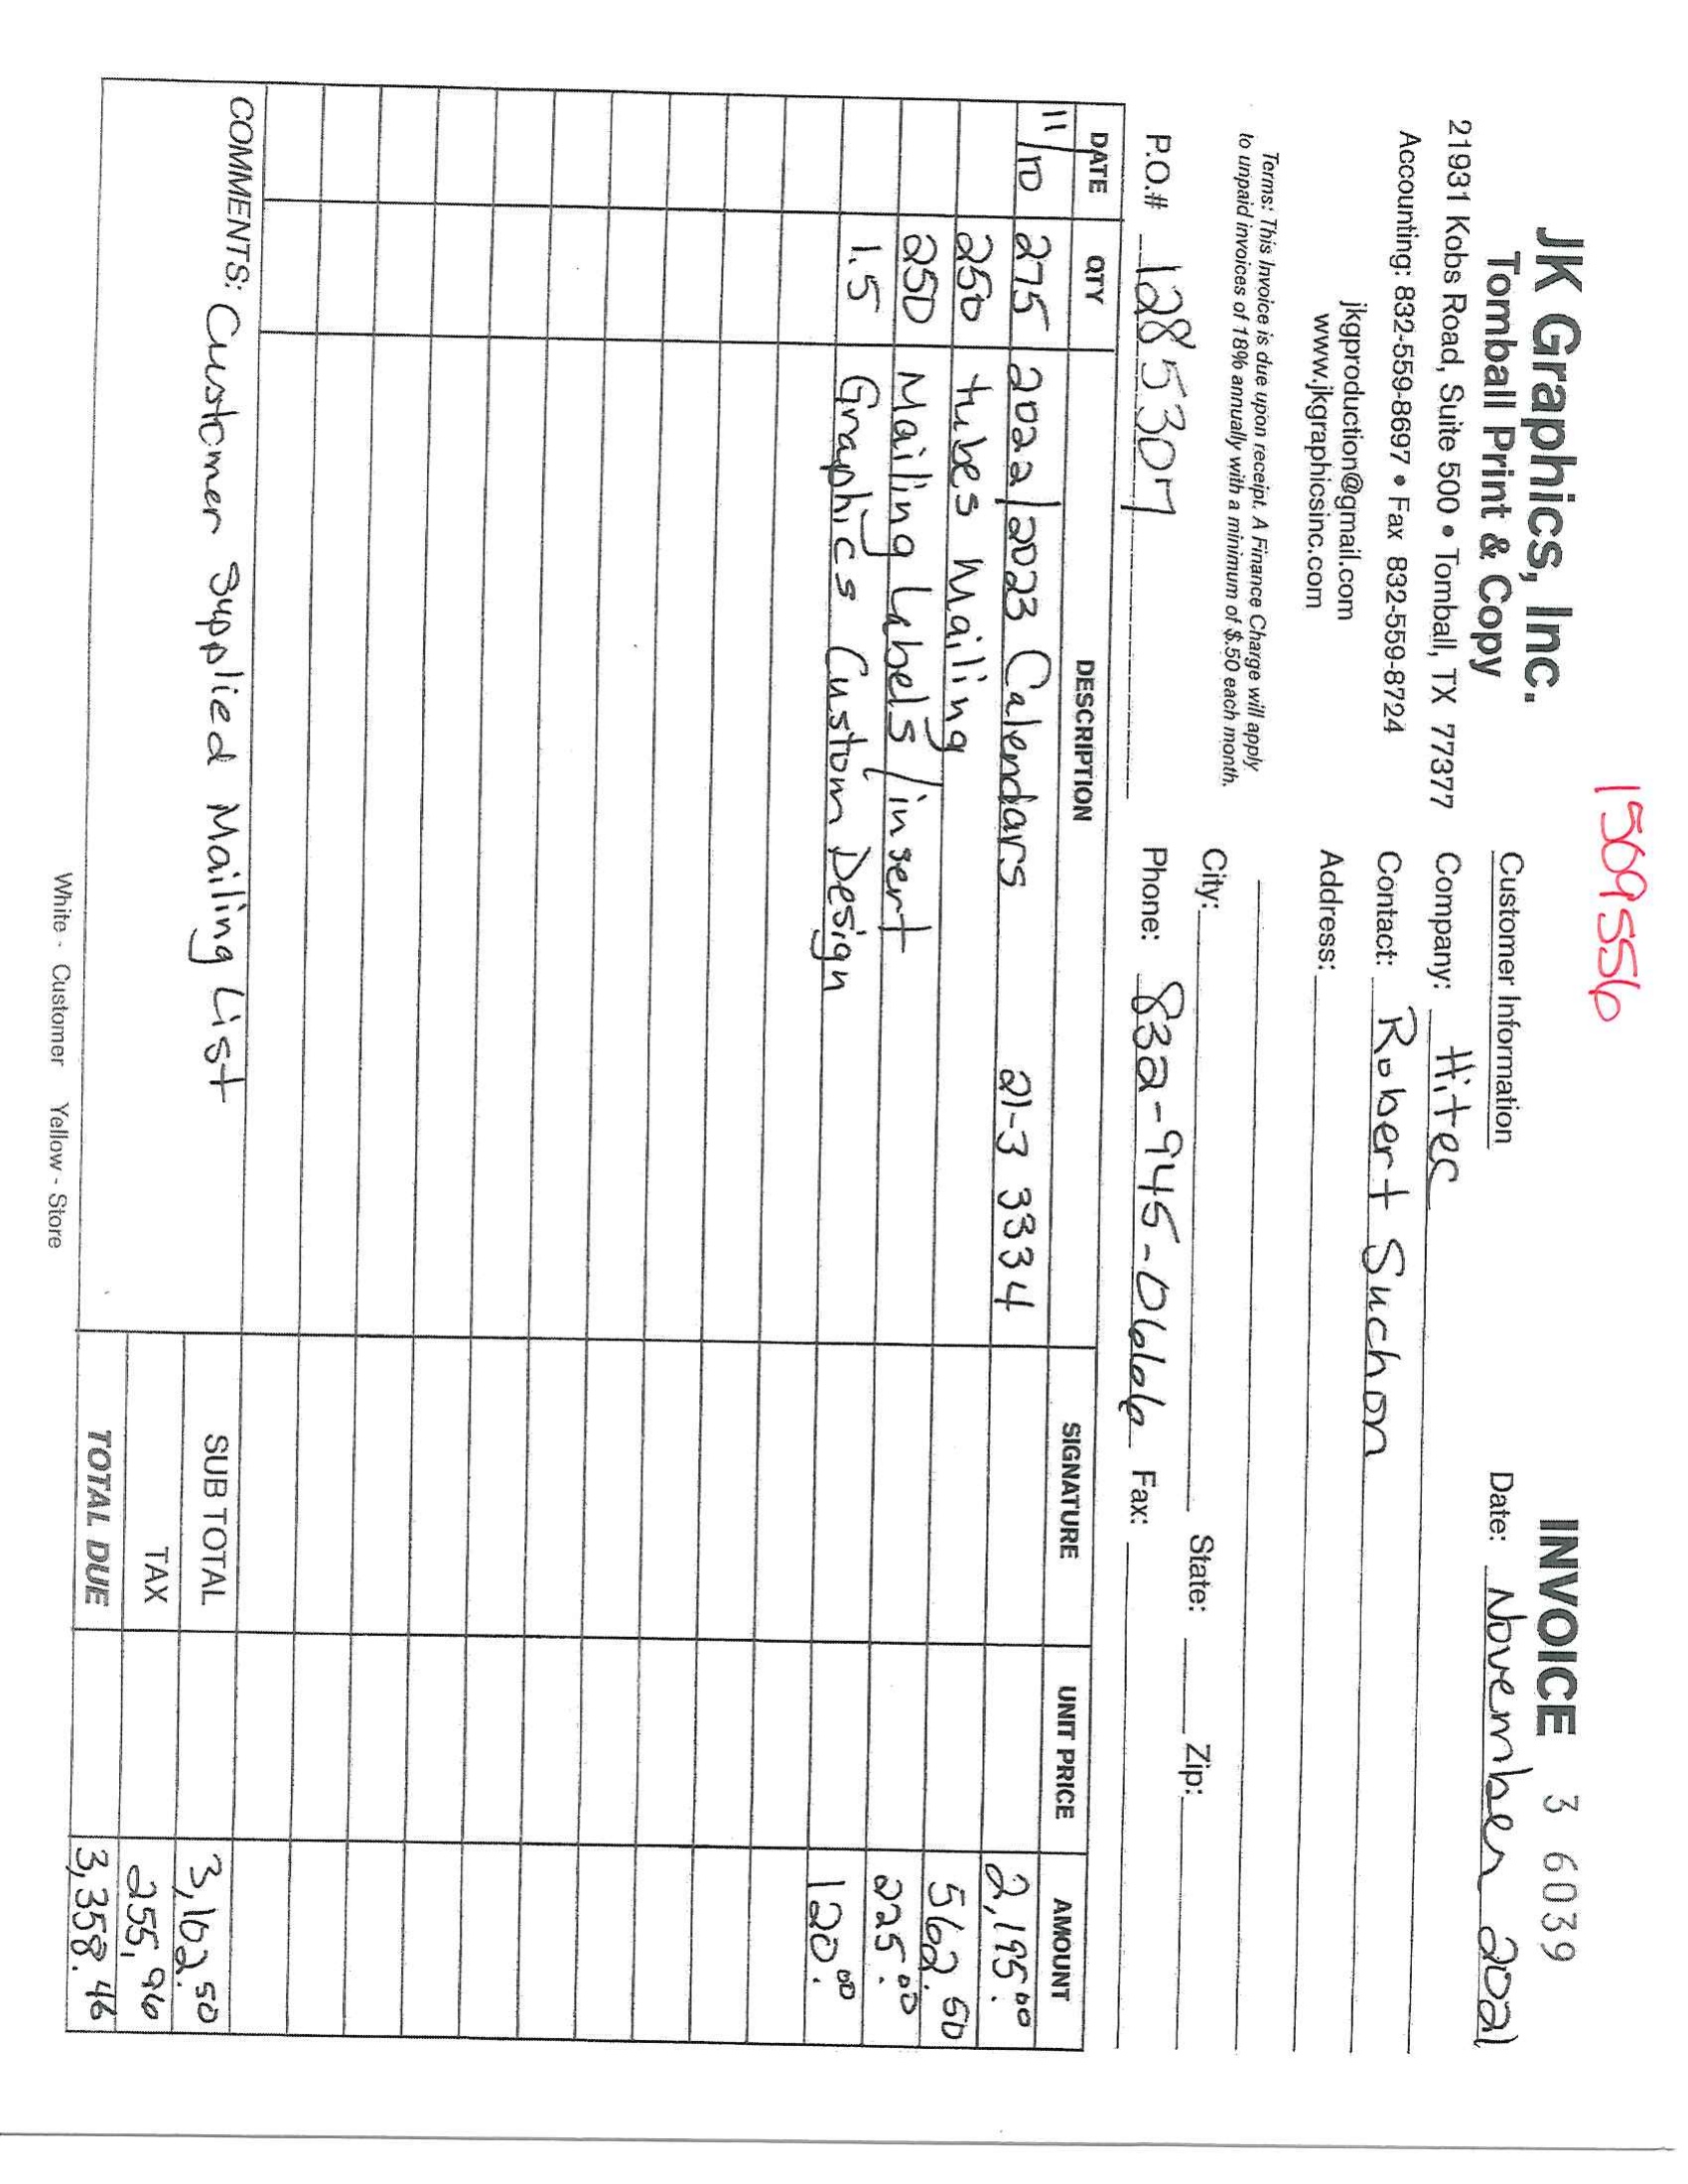 1569556
JK Graphics, Inc.
Tomball Print & Copy
21931 Kobs Road, Suite 500 • Tomball, TX 77377
Accounting: 832-559-8697 • Fax 832-559-8724
jkgproduction@gmail.com
www.jkgraphicsinc.com
Terms: This Invoice is due upon receipt. A Finance Charge will apply
to unpaid invoices of 18% annually with a minimum of $.50 each month.
P.O.# 1285307
INVOICE 3 6039
Date: November 2021
Customer Information
Company: Hitec
Contact: Robert Suchon
Address:
City: State: Zip:
Phone: 832-945-0666 Fax:
DATE QTY DESCRIPTION SIGNATURE UNIT PRICE AMOUNT
11/10 275 2022/2023 Calendars 21-3 3334 2,195.00
250 tubes mailing 562.50
250 Mailing Labels/insert 225.00
1.5 Graphics Custom Design 120.00
COMMENTS: Customer Supplied Mailing List
SUB TOTAL 3,102.50
TAX 255,96
TOTAL DUE 3,358.46
White - Customer Yellow - Store